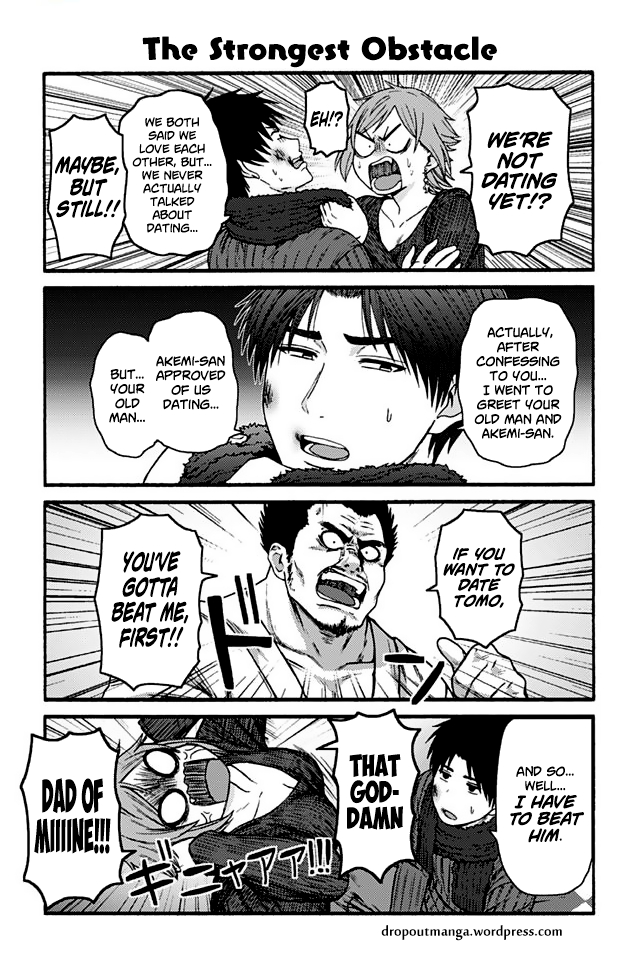 The Strongest Obstacle
WE'RE
NOT
DATING
YET!?
EH!?
WE BOTH
SAID WE
LOVE EACH
OTHER, BUT...
WE NEVER
ACTUALLY
TALKED
ABOUT
DATING...
MAYBE,
BUT
STILL!!
ACTUALLY,
AFTER
CONFESSING
TO YOU...
I WENT TO
GREET YOUR
OLD MAN AND
AKEMI-SAN.
AKEMI-SAN
APPROVED
OF US
DATING...
BUT...
YOUR
OLD
MAN...
IF YOU
WANT TO
DATE
TOMO,
YOU'VE
GOTTA
BEAT ME,
FIRST!!
ドーン
AND SO...
WELL...
I HAVE
TO BEAT
HIM.
THAT
GOD-
DAMN
DAD OF
MIIIINE!!!
ギニャアアァ!!!
dropoutmanga.wordpress.com